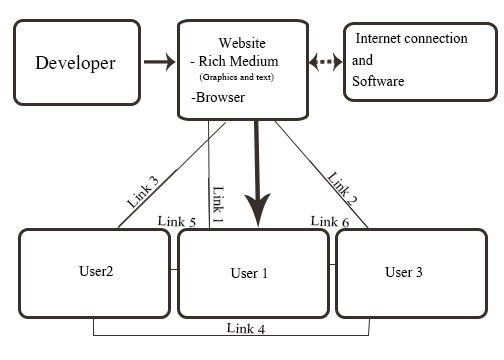 Developer
Website
- Rich Medium
(Graphics and text)
-Browser
Internet connection
and
Software
Link 3
Link 1
Link 2
Link 5
Link 6
User2
User 1
User 3
Link 4